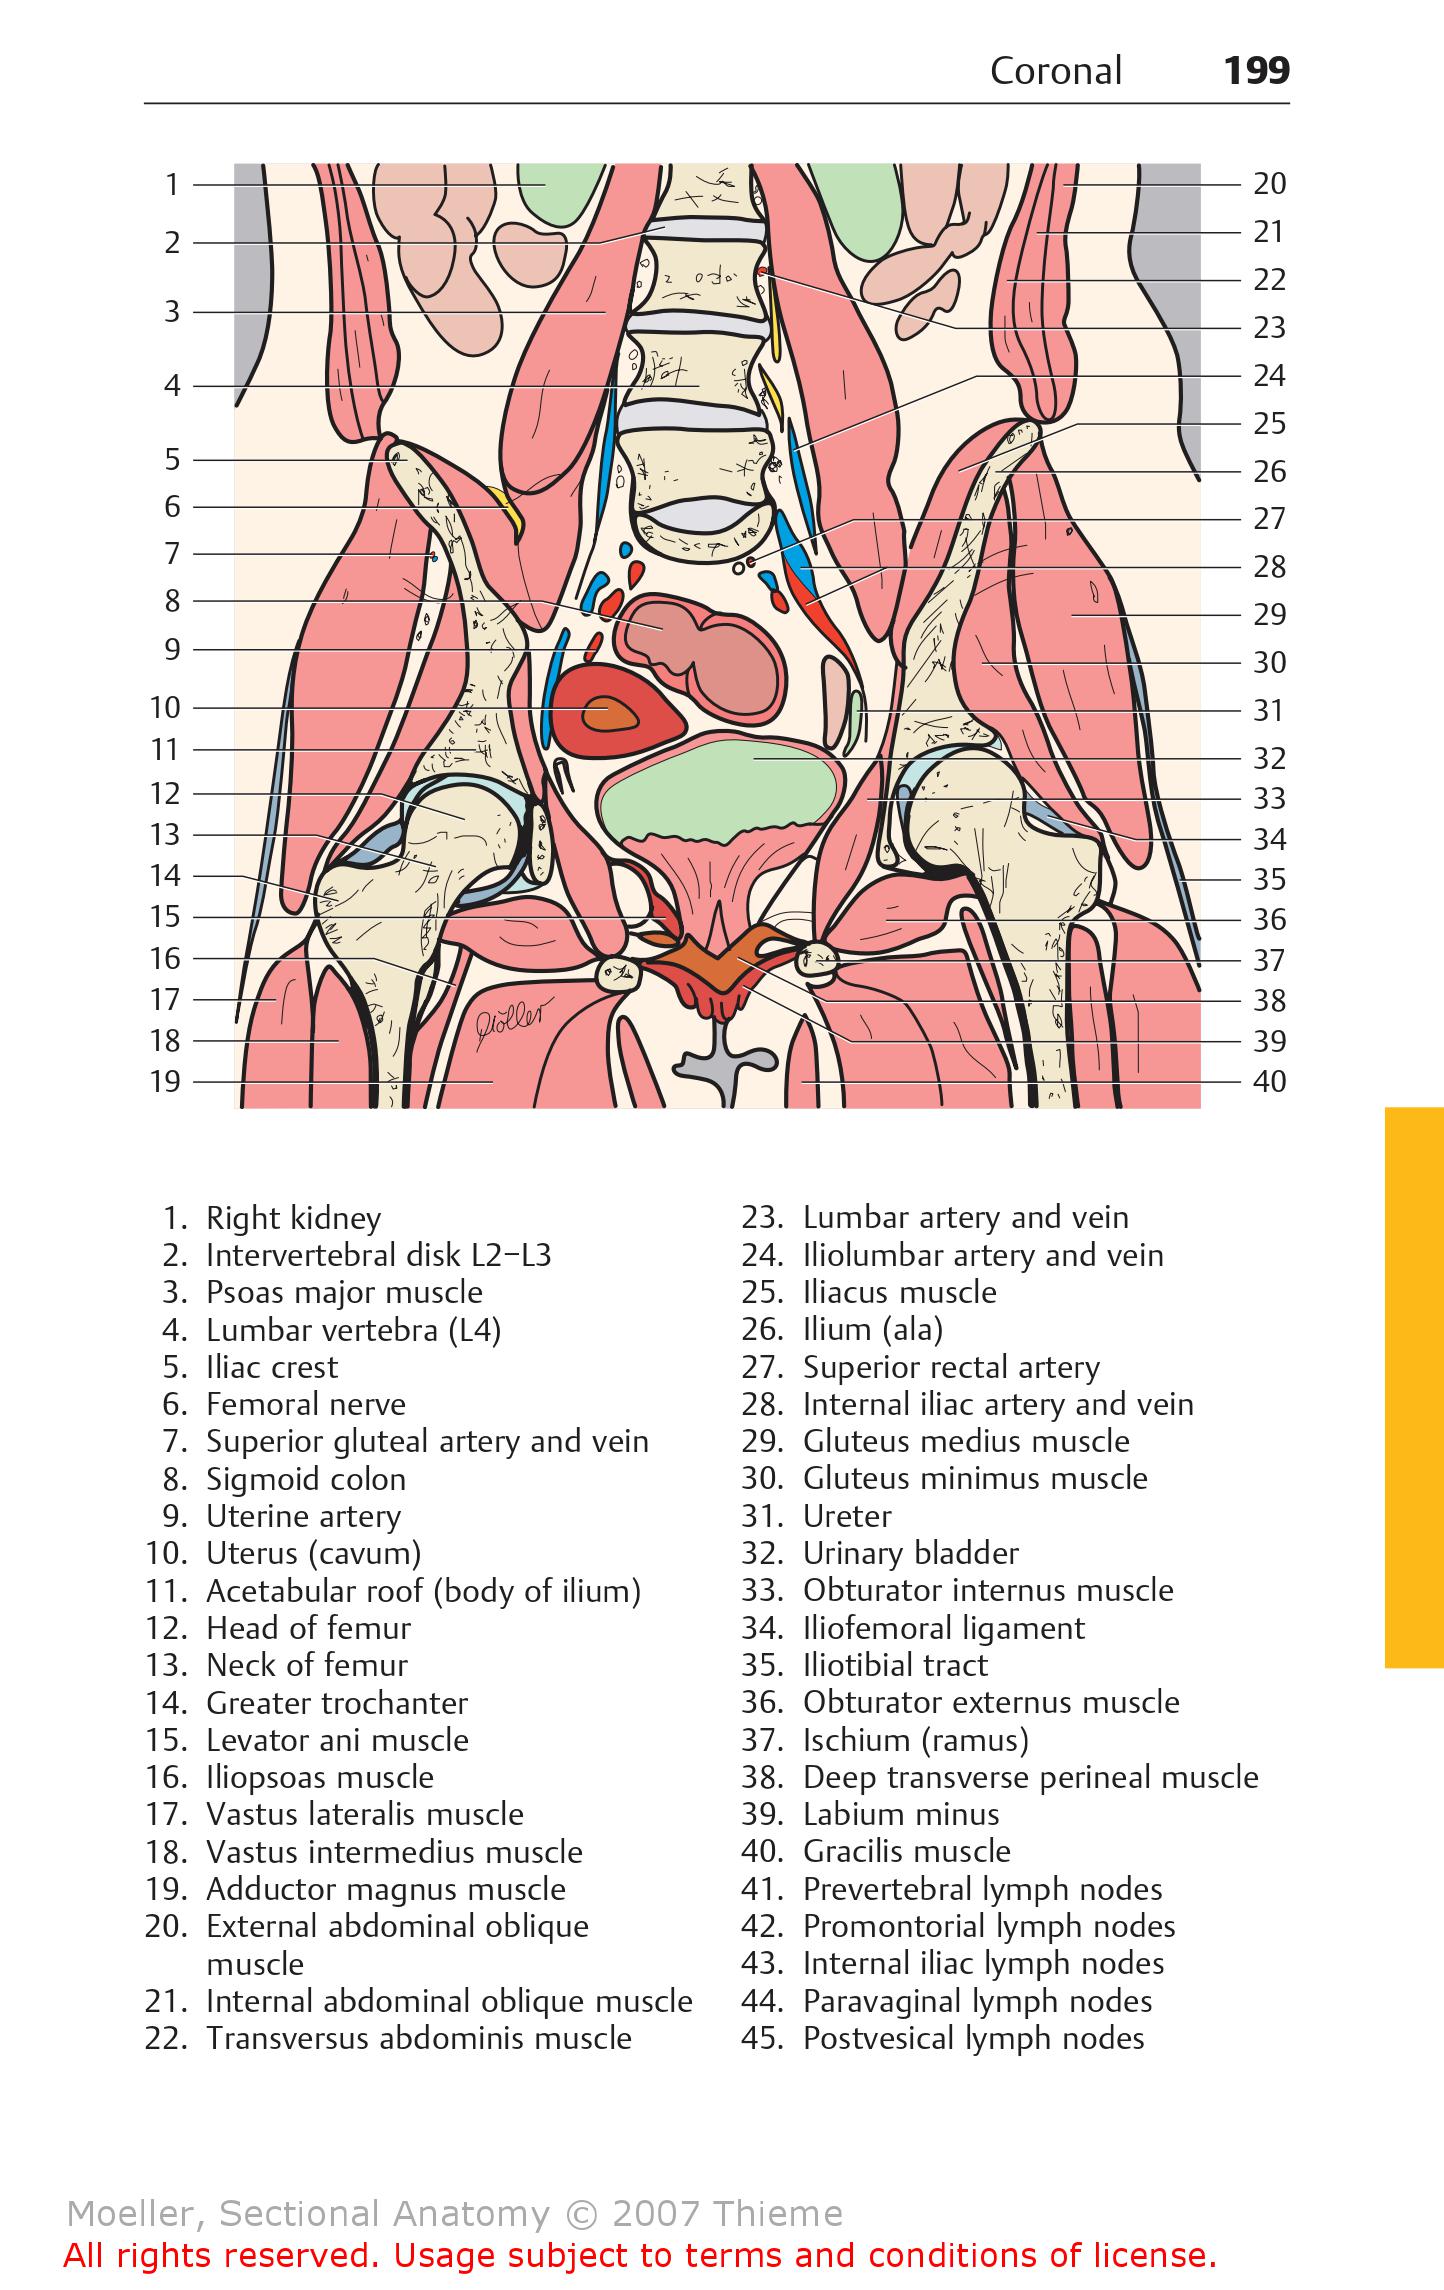 Coronal 199
1
2
3
4
5
6
7
8
9
10
11
12
13
14
15
16
17
18
19
20
21
22
23
24
25
26
27
28
29
30
31
32
33
34
35
36
37
38
39
40
1. Right kidney
2. Intervertebral disk L2–L3
3. Psoas major muscle
4. Lumbar vertebra (L4)
5. Iliac crest
6. Femoral nerve
7. Superior gluteal artery and vein
8. Sigmoid colon
9. Uterine artery
10. Uterus (cavum)
11. Acetabular roof (body of ilium)
12. Head of femur
13. Neck of femur
14. Greater trochanter
15. Levator ani muscle
16. Iliopsoas muscle
17. Vastus lateralis muscle
18. Vastus intermedius muscle
19. Adductor magnus muscle
20. External abdominal oblique
muscle
21. Internal abdominal oblique muscle
22. Transversus abdominis muscle
23. Lumbar artery and vein
24. Iliolumbar artery and vein
25. Iliacus muscle
26. Ilium (ala)
27. Superior rectal artery
28. Internal iliac artery and vein
29. Gluteus medius muscle
30. Gluteus minimus muscle
31. Ureter
32. Urinary bladder
33. Obturator internus muscle
34. Iliofemoral ligament
35. Iliotibial tract
36. Obturator externus muscle
37. Ischium (ramus)
38. Deep transverse perineal muscle
39. Labium minus
40. Gracilis muscle
41. Prevertebral lymph nodes
42. Promontorial lymph nodes
43. Internal iliac lymph nodes
44. Paravaginal lymph nodes
45. Postvesical lymph nodes
Moeller, Sectional Anatomy © 2007 Thieme
All rights reserved. Usage subject to terms and conditions of license.